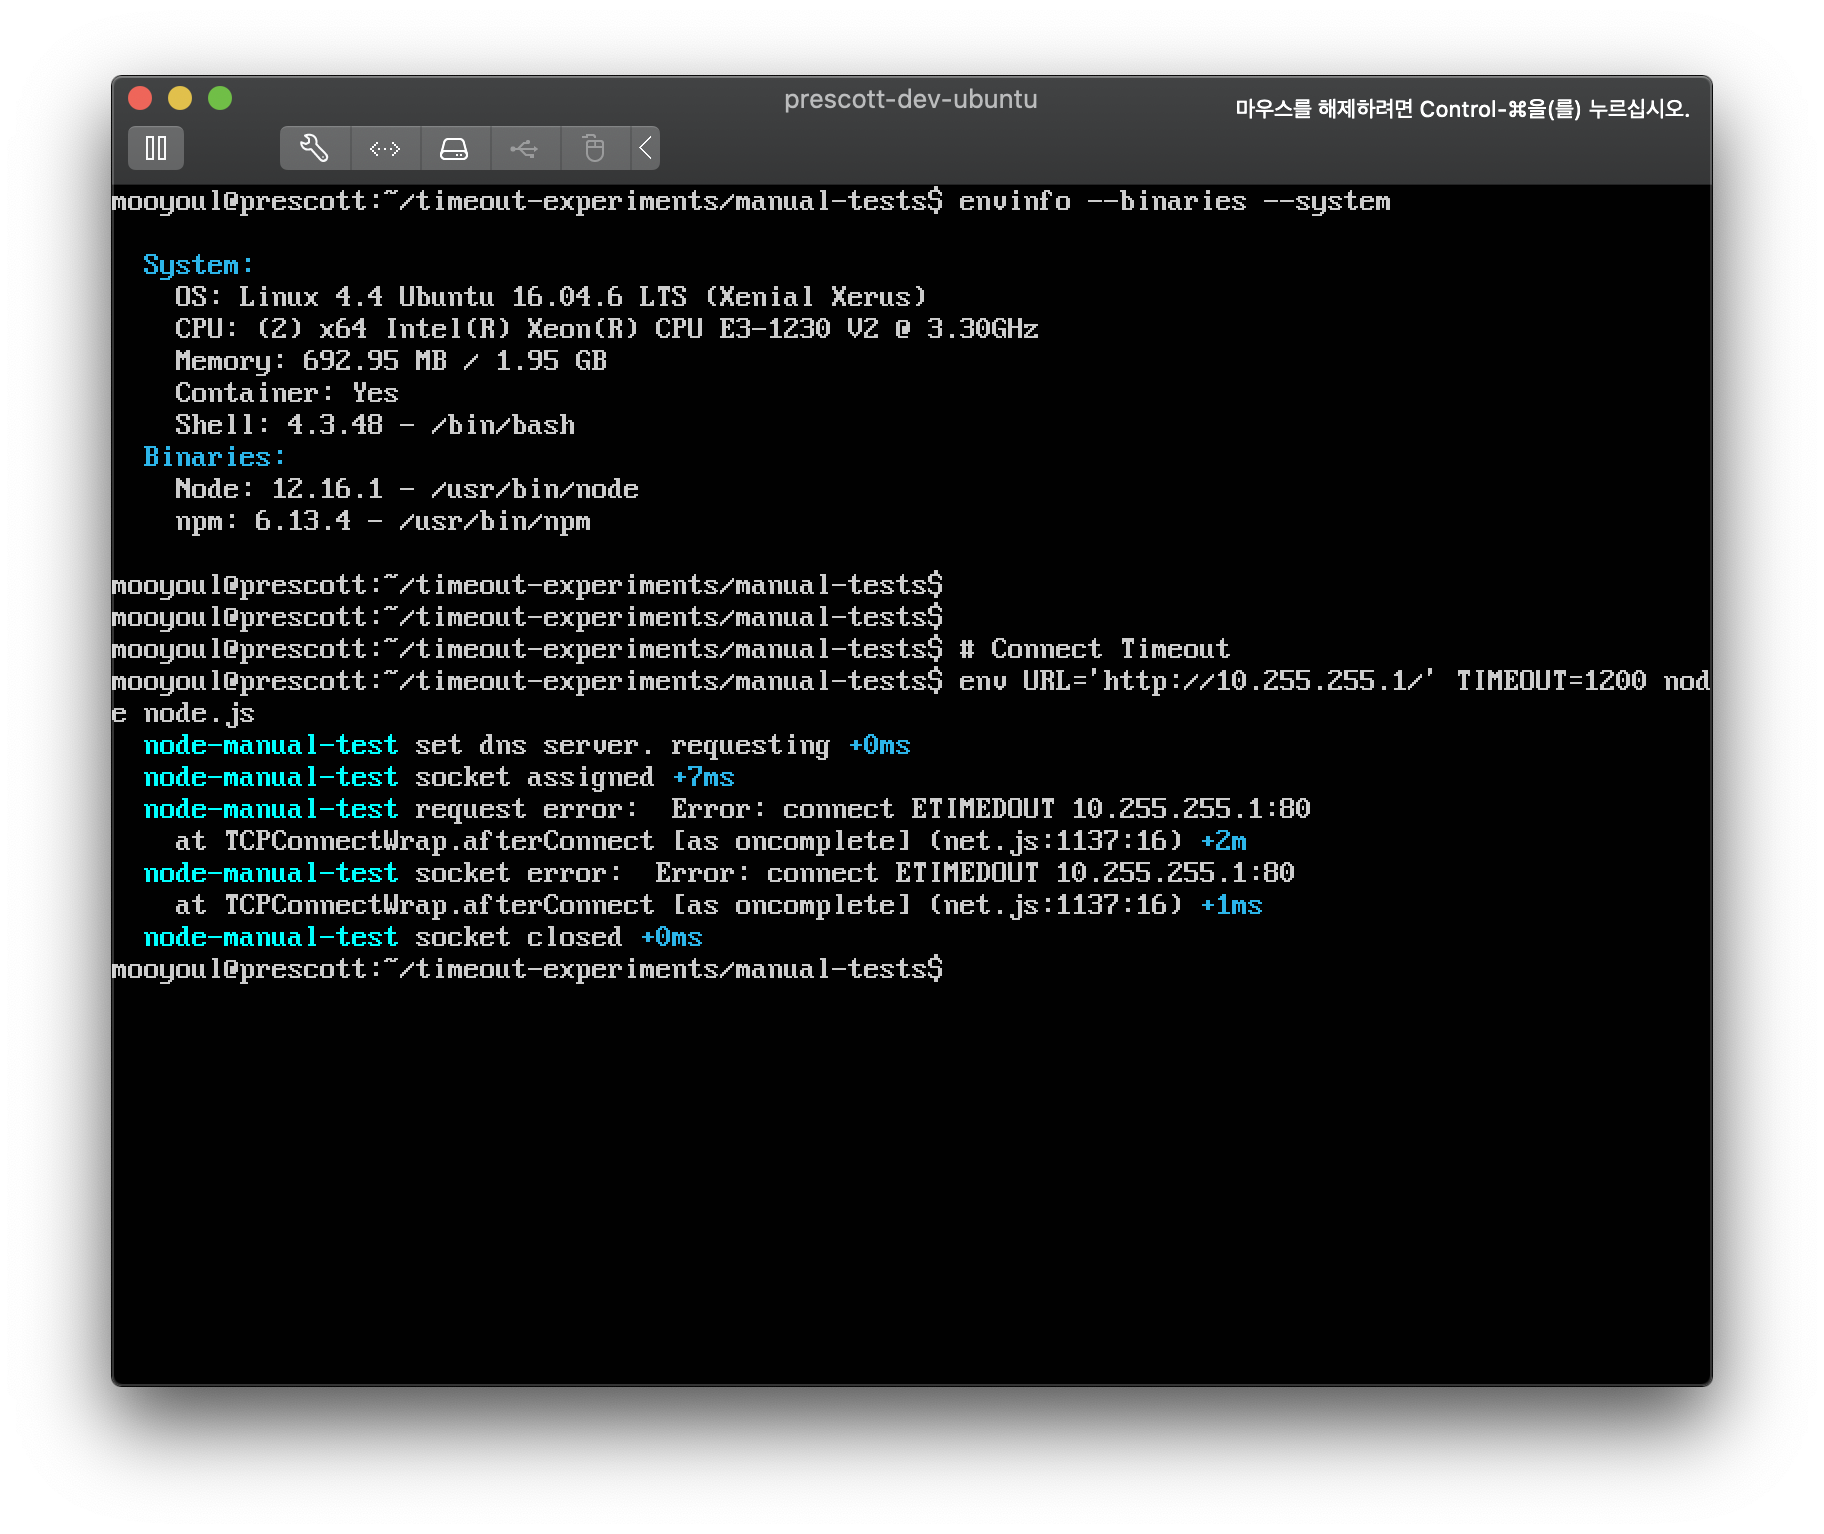 prescott-dev-ubuntu
마우스를 해제하려면 Control-⌘을(를) 누르십시오.
mooyoul@prescott:~/timeout-experiments/manual-tests$ envinfo --binaries --system
System:
OS: Linux 4.4 Ubuntu 16.04.6 LTS (Xenial Xerus)
CPU: (2) x64 Intel(R) Xeon(R) CPU E3-1230 V2 @ 3.30GHz
Memory: 692.95 MB / 1.95 GB
Container: Yes
Shell: 4.3.48 - /bin/bash
Binaries:
Node: 12.16.1 - /usr/bin/node
npm: 6.13.4 - /usr/bin/npm
mooyoul@prescott:~/timeout-experiments/manual-tests$
mooyoul@prescott:~/timeout-experiments/manual-tests$
mooyoul@prescott:~/timeout-experiments/manual-tests$ # Connect Timeout
mooyoul@prescott:~/timeout-experiments/manual-tests$ env URL='http://10.255.255.1/' TIMEOUT=1200 nod
e node.js
node-manual-test set dns server. requesting +0ms
node-manual-test socket assigned +7ms
node-manual-test request error:  Error: connect ETIMEDOUT 10.255.255.1:80
at TCPConnectWrap.afterConnect [as oncomplete] (net.js:1137:16) +2m
node-manual-test socket error:  Error: connect ETIMEDOUT 10.255.255.1:80
at TCPConnectWrap.afterConnect [as oncomplete] (net.js:1137:16) +1ms
node-manual-test socket closed +0ms
mooyoul@prescott:~/timeout-experiments/manual-tests$